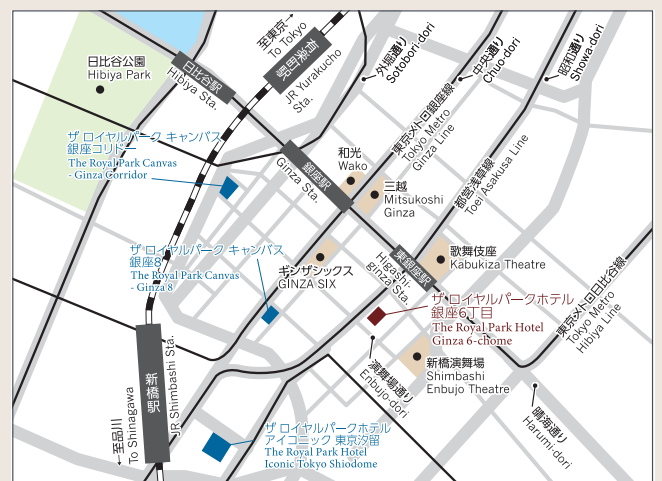 至東京→
To Tokyo
有楽町駅
JR Yurakucho
Sta.
日比谷駅
Hibiya Sta.
日比谷公園
Hibiya Park
外堀通り
Sotobori-dori
中央通り
Chuo-dori
昭和通り
Showa-dori
東京メトロ銀座線
Tokyo Metro
Ginza Line
都営浅草線
Toei Asakusa Line
ザ ロイヤルパーク キャンバス
銀座コリドー
The Royal Park Canvas
- Ginza Corridor
銀座駅
Ginza Sta.
和光
Wako
三越
Mitsukoshi
Ginza
ザ ロイヤルパーク キャンバス
銀座8
The Royal Park Canvas
- Ginza 8
ギンザシックス
GINZA SIX
東銀座駅
Higashi-
ginza Sta.
歌舞伎座
Kabukiza Theatre
東京メトロ日比谷線
Tokyo Metro
Hibiya Line
ザ ロイヤルパークホテル
銀座6丁目
The Royal Park Hotel
Ginza 6-chome
新橋演舞場
Shimbashi
Enbujo Theatre
演舞場通り
Enbujo-dori
晴海通り
Harumi-dori
新橋駅
JR Shimbashi Sta.
←至品川
To Shinagawa
ザ ロイヤルパークホテル
アイコニック 東京汐留
The Royal Park Hotel
Iconic Tokyo Shiodome